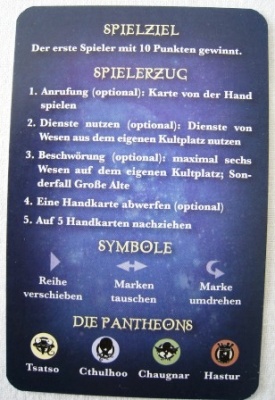 SPIELZIEL
Der erste Spieler mit 10 Punkten gewinnt.
SPIELERZUG
1. Anrufung (optional): Karte von der Hand
spielen
2. Dienste nutzen (optional): Dienste von
Wesen aus dem eigenen Kultplatz nutzen
3. Beschwörung (optional): maximal sechs
Wesen auf dem eigenen Kultplatz; Son-
derfall Große Alte
4. Eine Handkarte abwerfen (optional)
5. Auf 5 Handkarten nachziehen
SYMBOLE
Reihe
verschieben
Marken
tauschen
Marke
umdrehen
DIE PANTHEONS
Tsatso
Cthulhoo
Chaugnar
Hastur